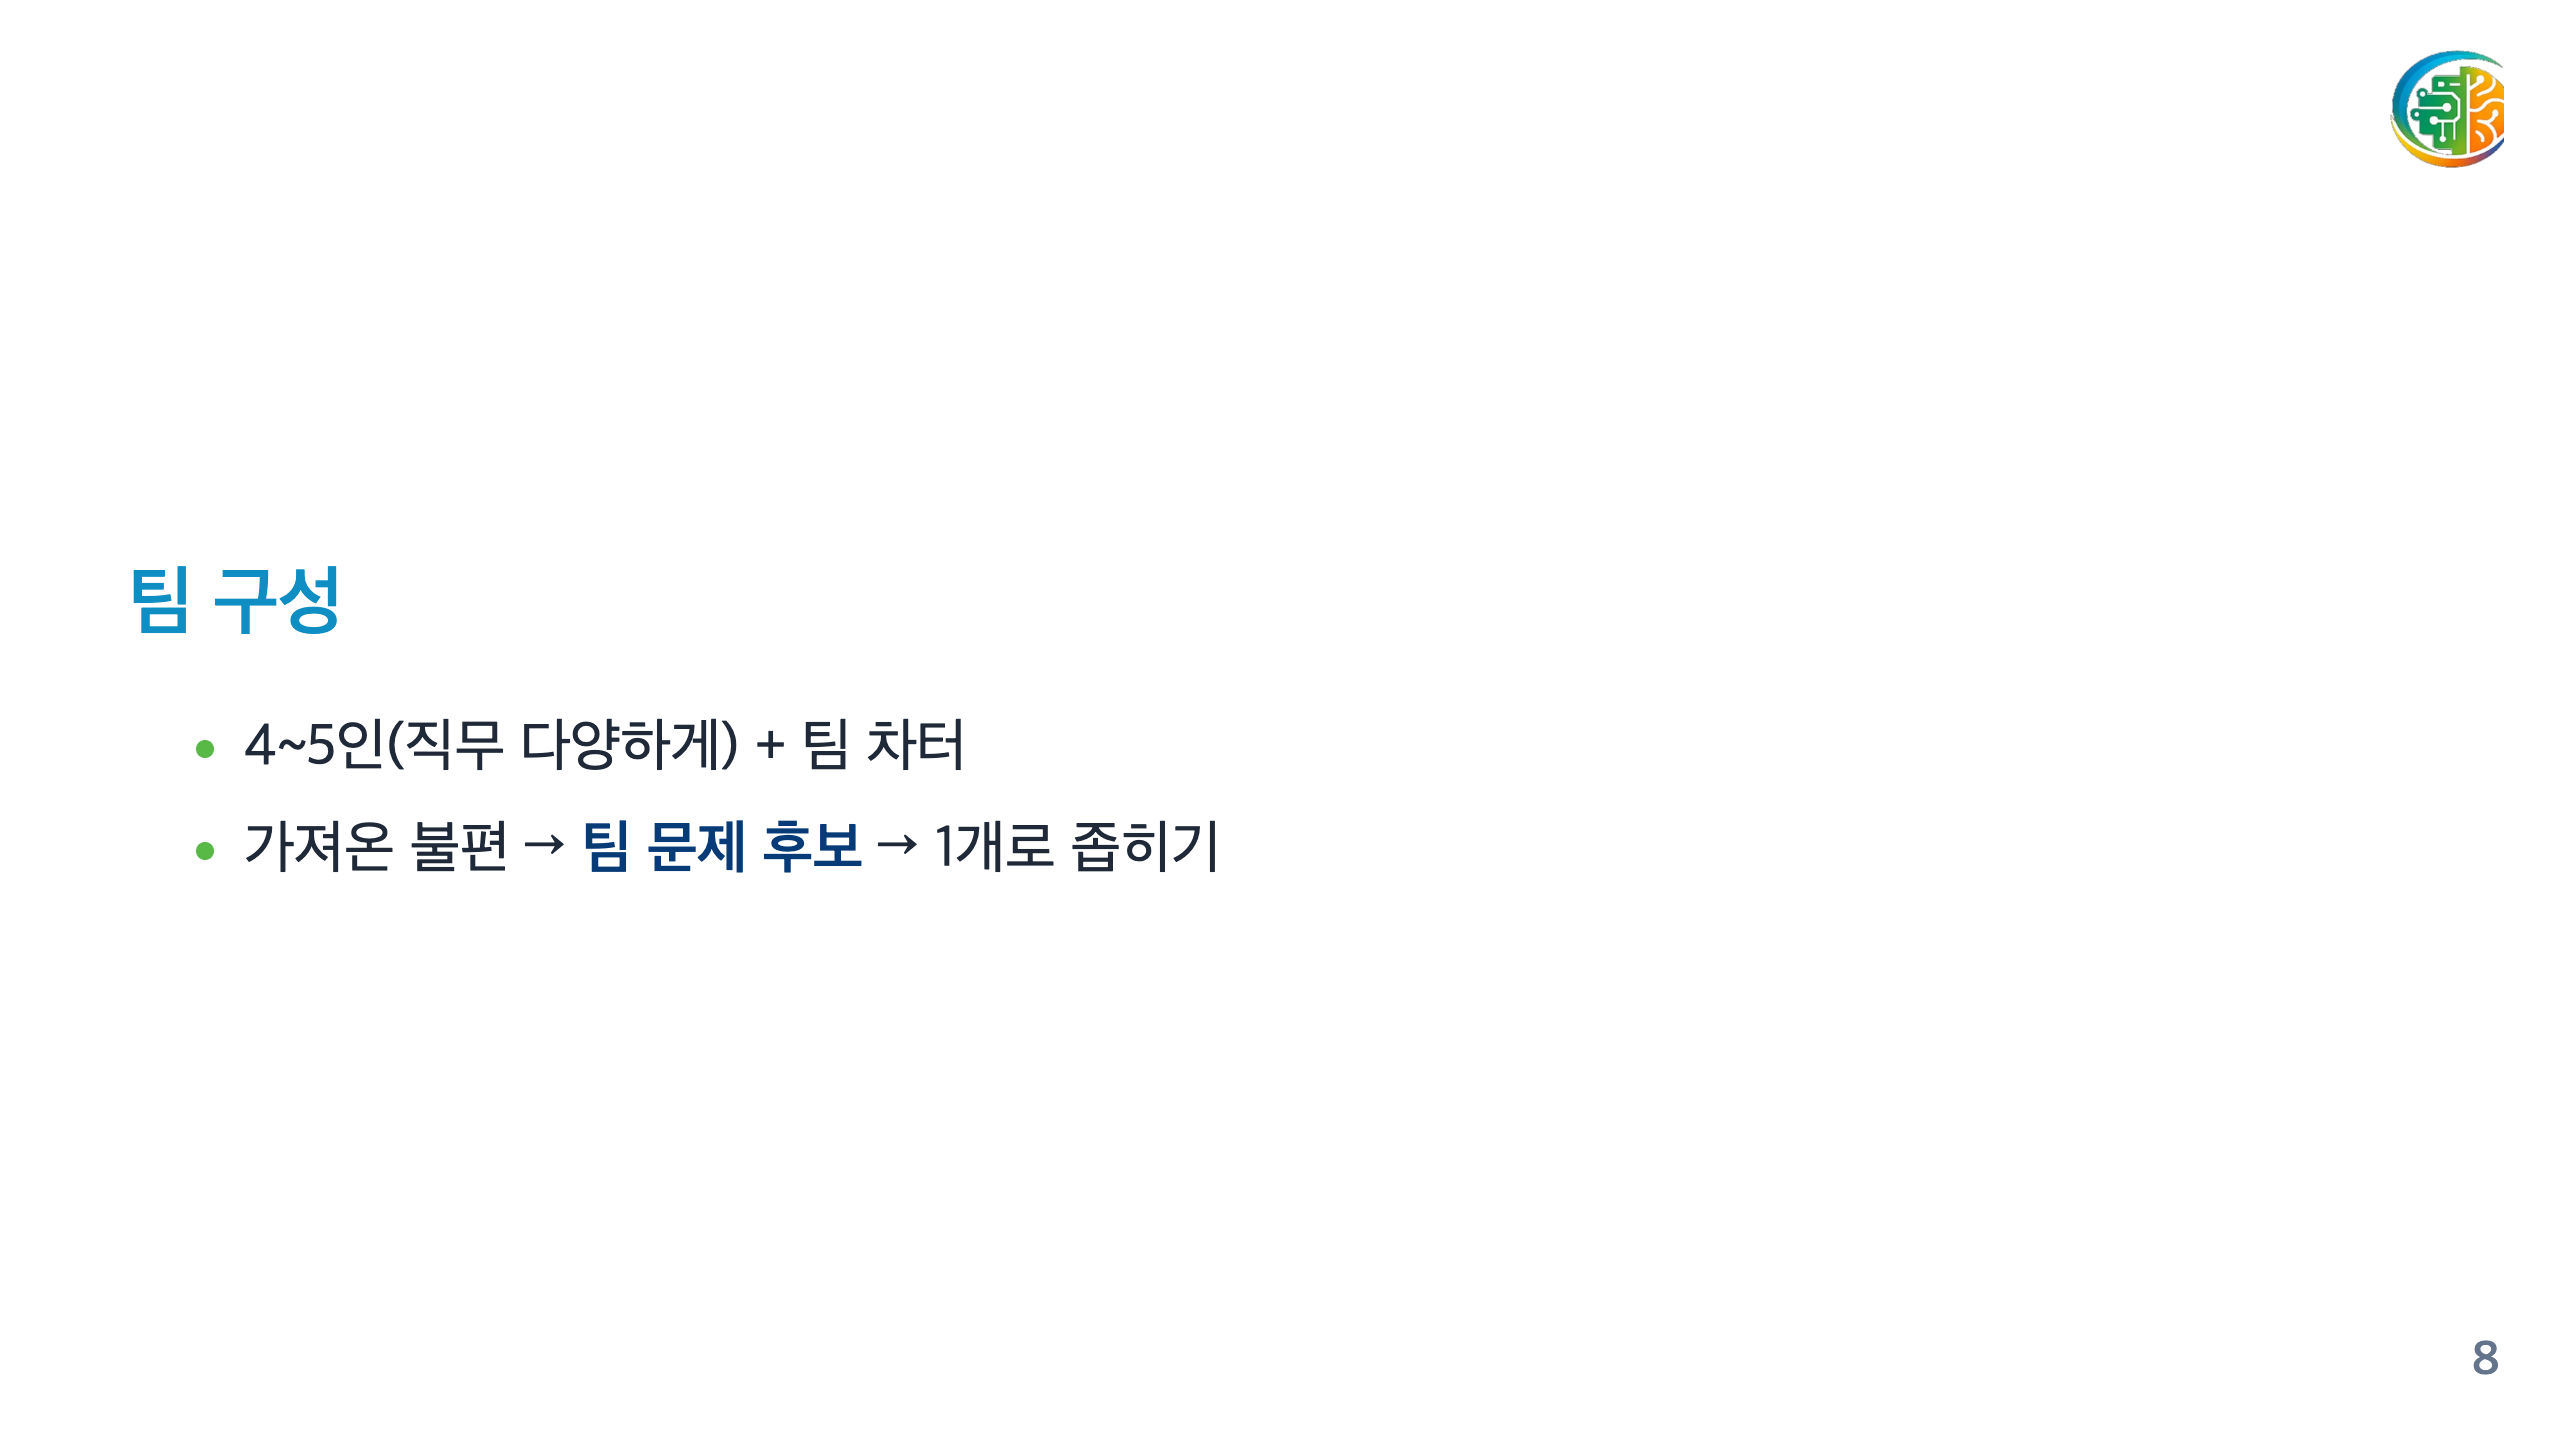 팀 구성
• 4~5인(직무 다양하게) + 팀 차터
• 가져온 불편 → 팀 문제 후보 → 1개로 좁히기
8